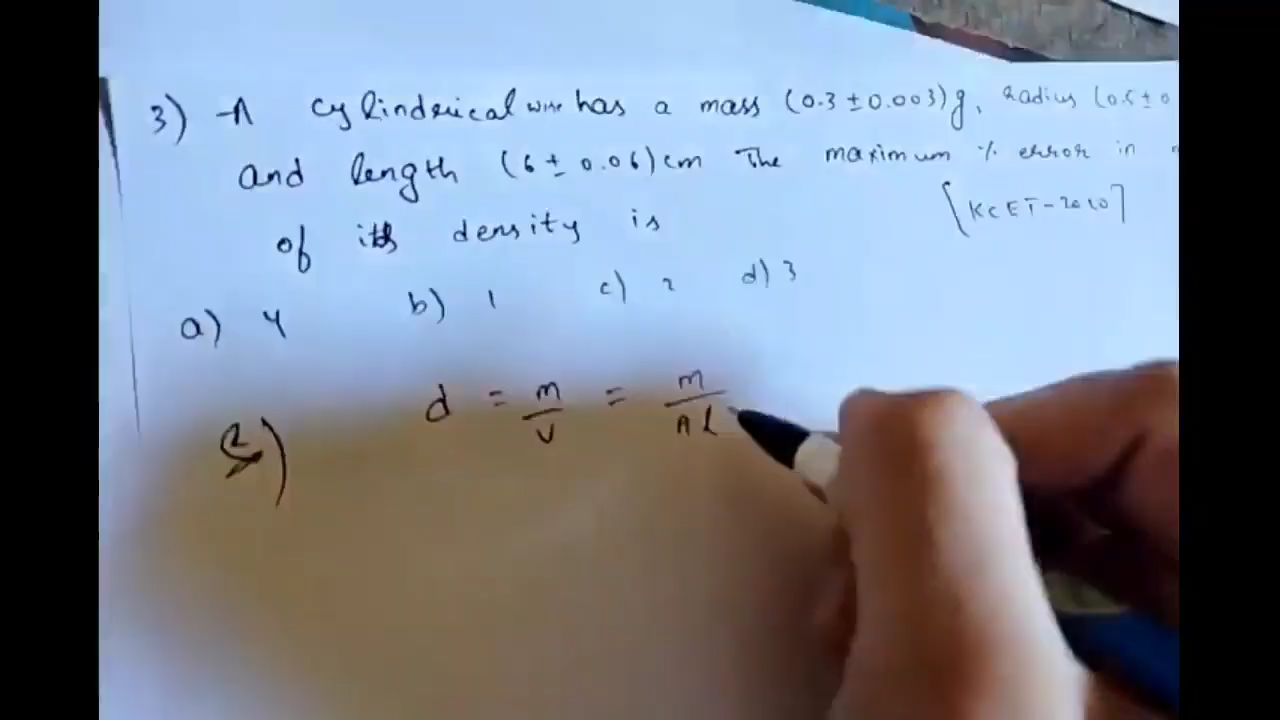 3) A cylinderical wire has a mass (0.3 ± 0.003)g, Radius (0.5 ± 0
and length (6 ± 0.06) cm The maximum % error in
of its density is
[KCET-2010]
a) 4 b) 1 c) 2 d) 3
S) d = m/V = m/Al